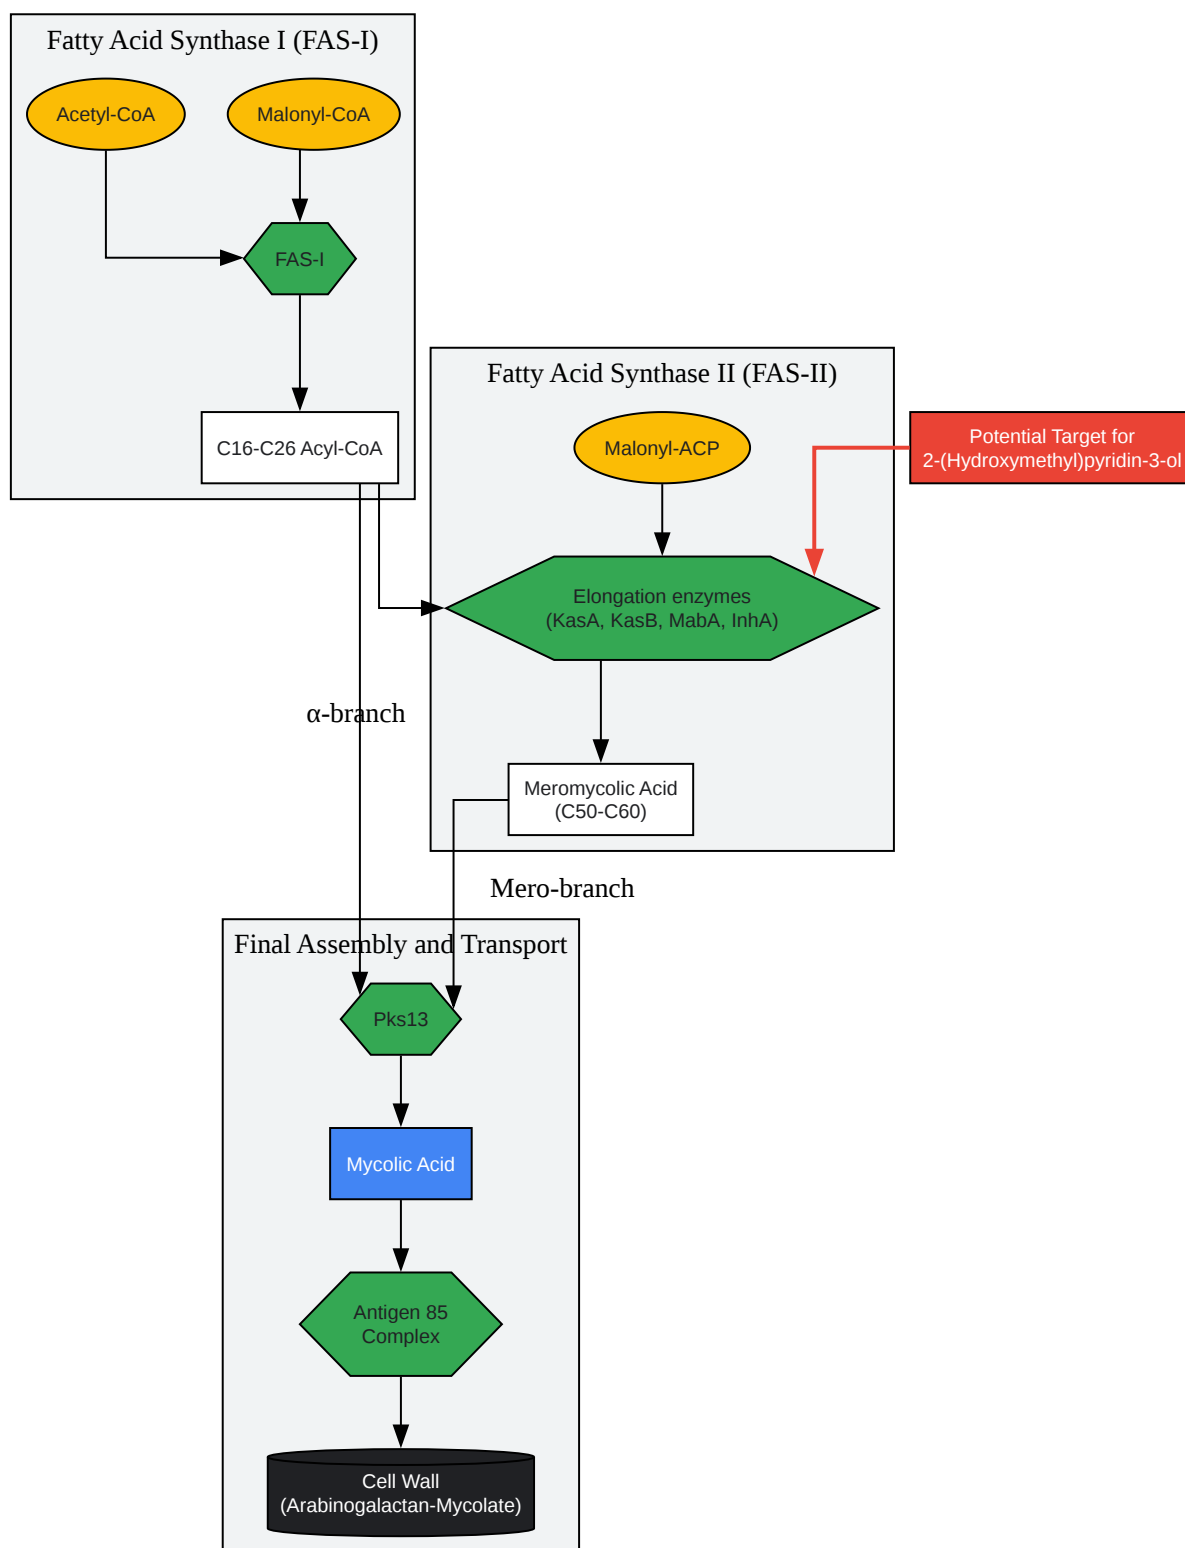 Fatty Acid Synthase I (FAS-I)
Acetyl-CoA
Malonyl-CoA
FAS-I
C16-C26 Acyl-CoA
Fatty Acid Synthase II (FAS-II)
Malonyl-ACP
Potential Target for
2-(Hydroxymethyl)pyridin-3-ol
Elongation enzymes
(KasA, KasB, MabA, InhA)
α-branch
Meromycolic Acid
(C50-C60)
Mero-branch
Final Assembly and Transport
Pks13
Mycolic Acid
Antigen 85
Complex
Cell Wall
(Arabinogalactan-Mycolate)